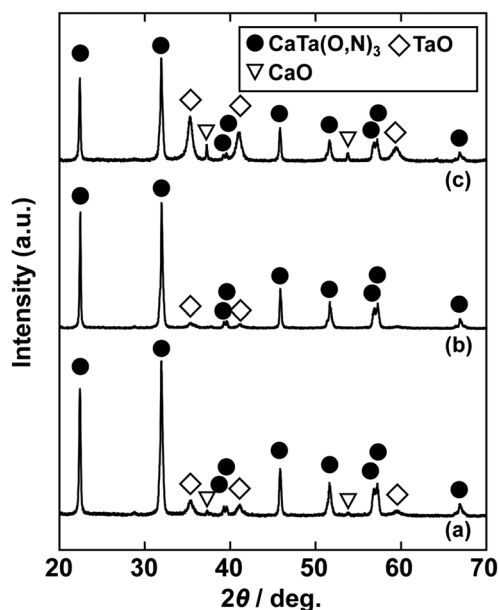 CaTa(O,N)3 TaO
CaO
(c)
(b)
(a)
Intensity (a.u.)
20 30 40 50 60 70
2θ / deg.